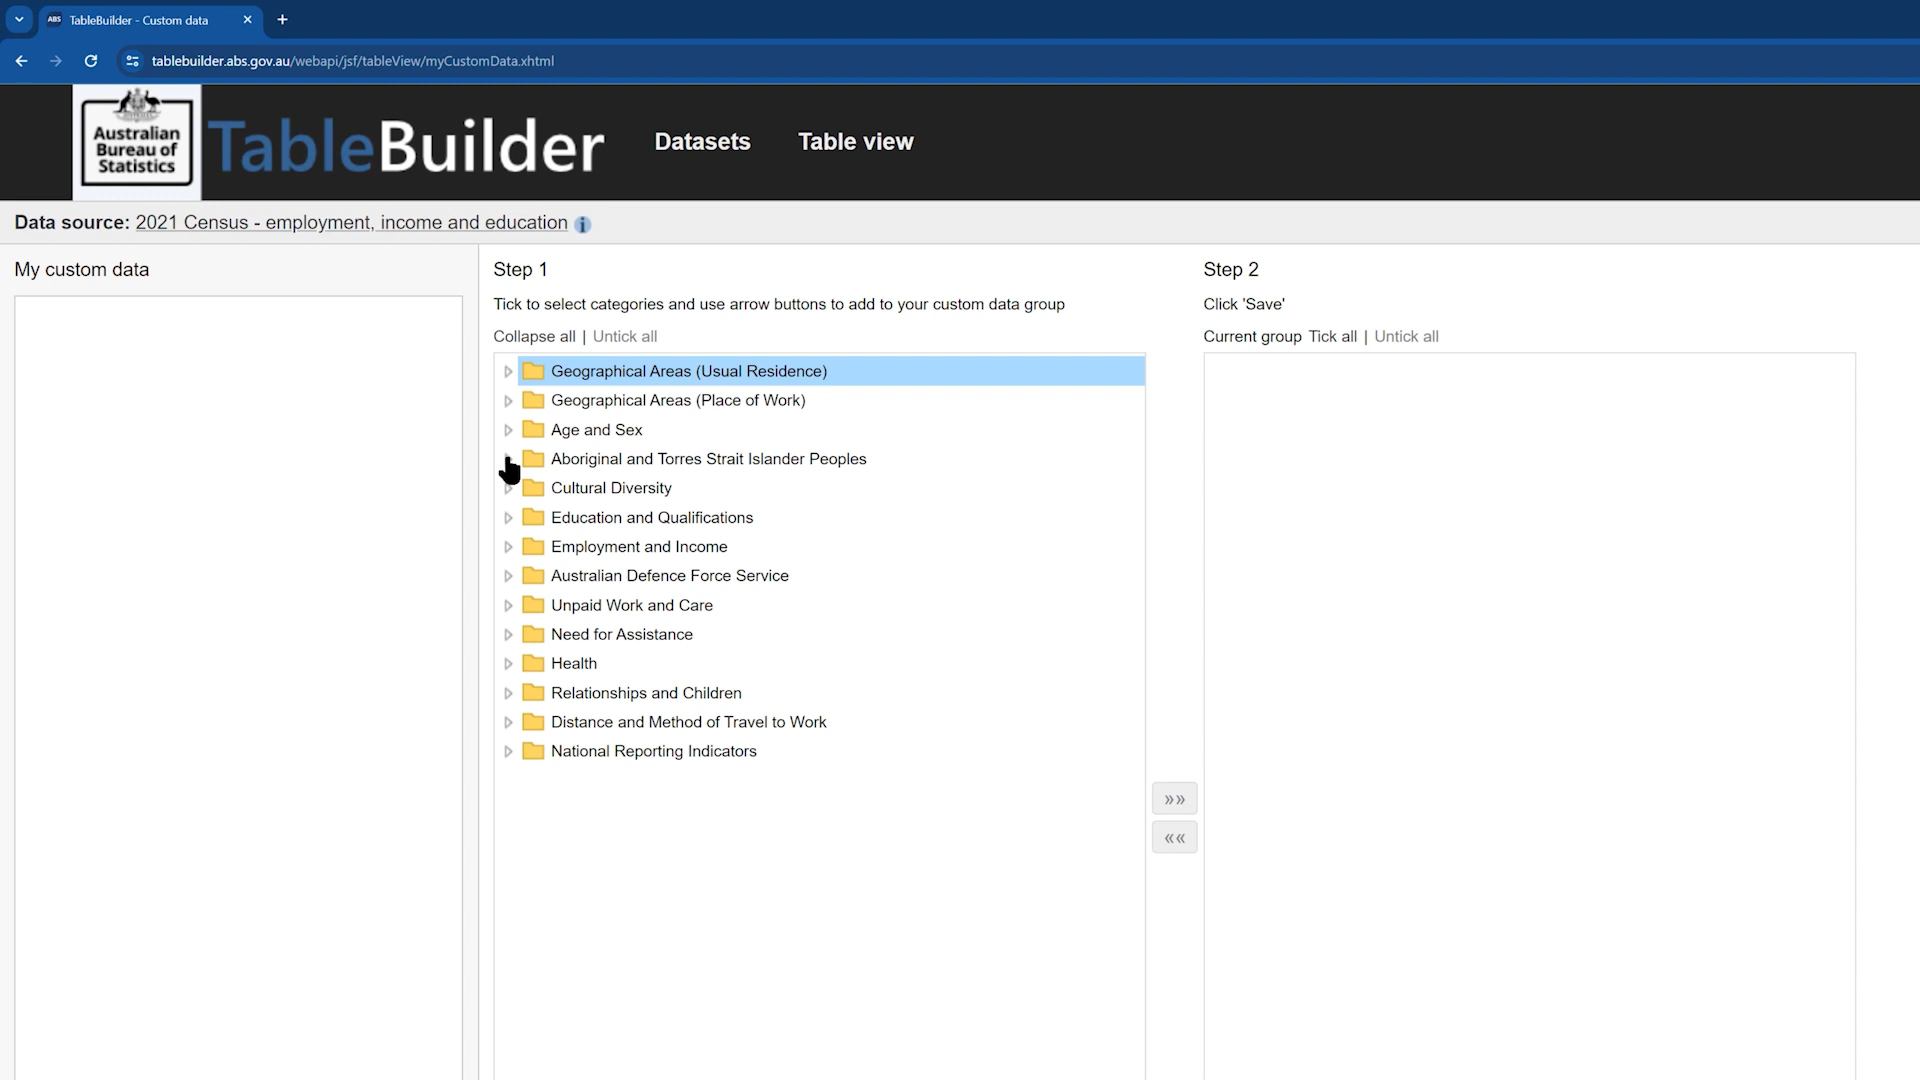 ABS TableBuilder - Custom data
tablebuilder.abs.gov.au/webapi/jsf/tableView/myCustomData.xhtml
Australian
Bureau of
Statistics
TableBuilder
Datasets
Table view
Data source: 2021 Census - employment, income and education
My custom data
Step 1
Tick to select categories and use arrow buttons to add to your custom data group
Collapse all | Untick all
Geographical Areas (Usual Residence)
Geographical Areas (Place of Work)
Age and Sex
Aboriginal and Torres Strait Islander Peoples
Cultural Diversity
Education and Qualifications
Employment and Income
Australian Defence Force Service
Unpaid Work and Care
Need for Assistance
Health
Relationships and Children
Distance and Method of Travel to Work
National Reporting Indicators
»»
««
Step 2
Click 'Save'
Current group Tick all | Untick all